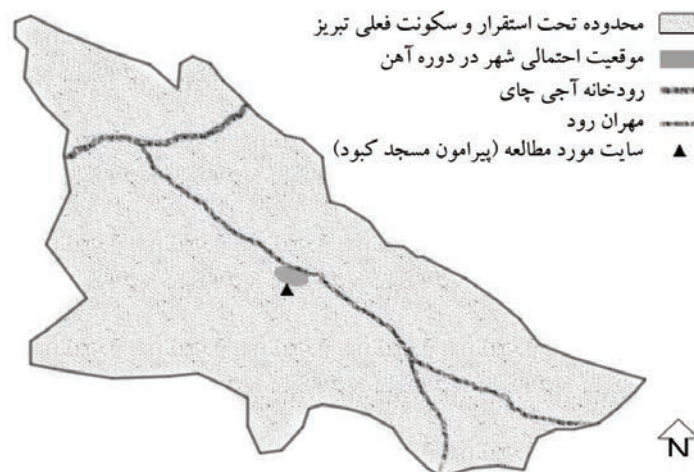 محدوده تحت استقرار و سکونت فعلی تبریز
موقعیت احتمالی شهر در دوره آهن
رودخانه آجی چای
مهران رود
سایت مورد مطالعه (پیرامون مسجد کبود)
N